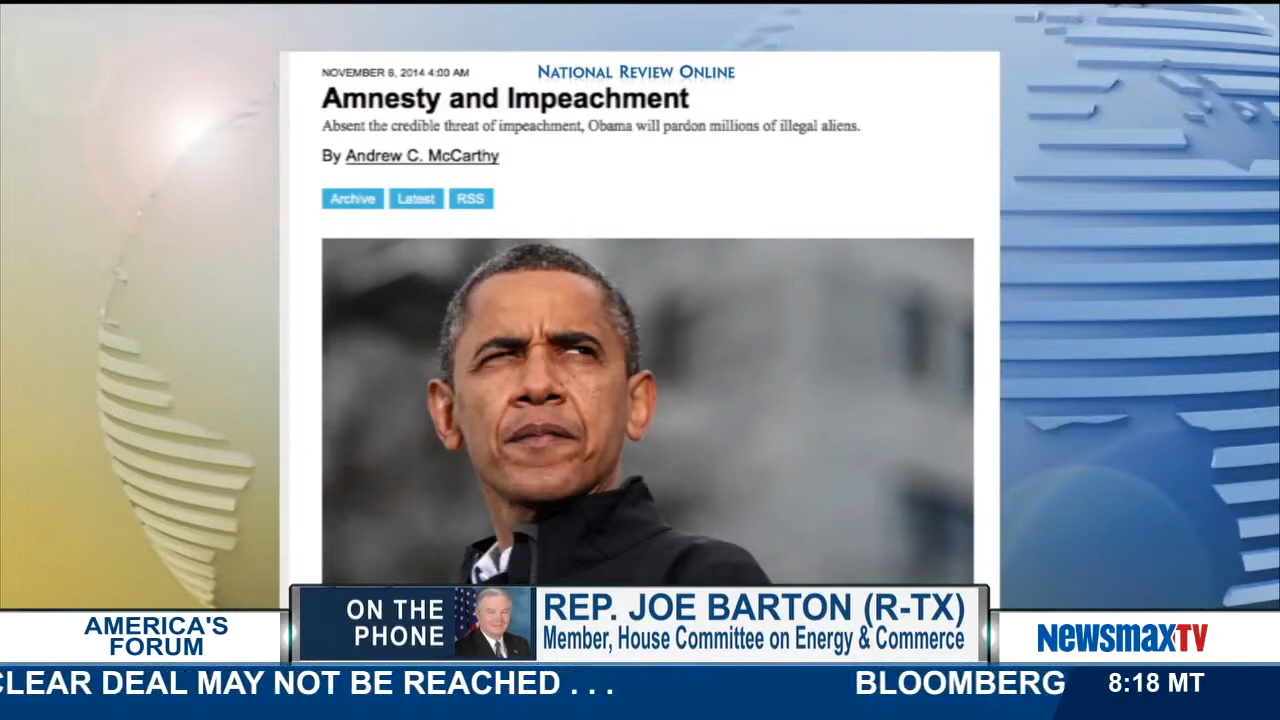 NOVEMBER 8, 2014 4:00 AM
NATIONAL REVIEW ONLINE
Amnesty and Impeachment
Absent the credible threat of impeachment, Obama will pardon millions of illegal aliens.
By Andrew C. McCarthy
Archive Latest RSS
ON THE
PHONE
REP. JOE BARTON (R-TX)
Member, House Committee on Energy & Commerce
AMERICA'S
FORUM
NEWSMAXTV
CLEAR DEAL MAY NOT BE REACHED . . .
BLOOMBERG
8:18 MT